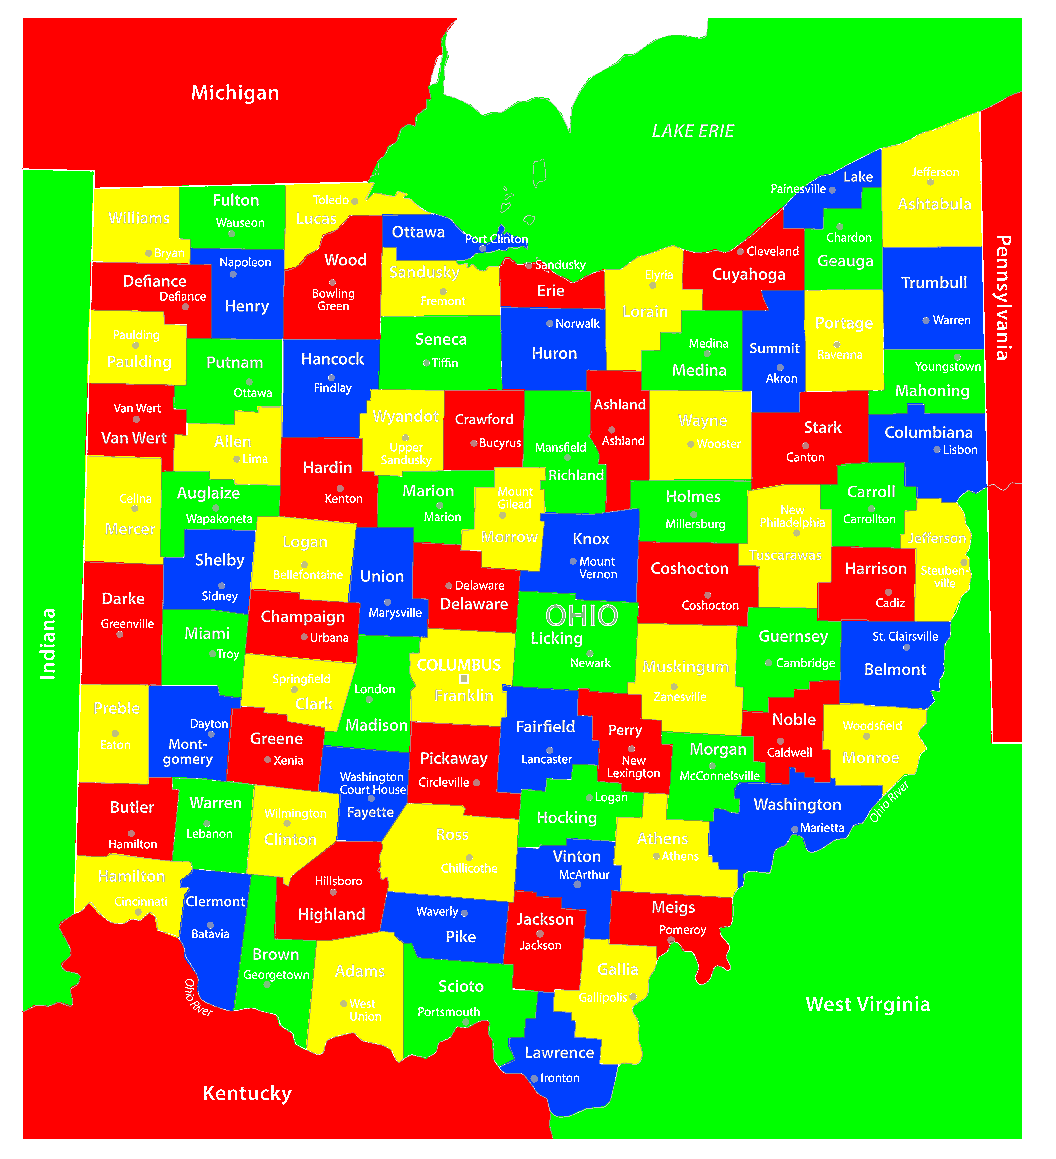 Michigan
LAKE ERIE
Indiana
Pennsylvania
Kentucky
West Virginia
Ohio River
Ohio River
OHIO
Williams
Bryan
Fulton
Wauseon
Toledo
Lucas
Ottawa
Port Clinton
Wood
Bowling
Green
Sandusky
Fremont
Sandusky
Erie
Elyria
Lorain
Cleveland
Cuyahoga
Painesville
Lake
Chardon
Geauga
Jefferson
Ashtabula
Defiance
Defiance
Napoleon
Henry
Trumbull
Warren
Paulding
Paulding
Putnam
Ottawa
Hancock
Findlay
Seneca
Tiffin
Norwalk
Huron
Medina
Medina
Summit
Akron
Portage
Ravenna
Youngstown
Mahoning
Van Wert
Van Wert
Allen
Lima
Hardin
Kenton
Wyandot
Upper
Sandusky
Crawford
Bucyrus
Mansfield
Richland
Ashland
Ashland
Wayne
Wooster
Stark
Canton
Columbiana
Lisbon
Celina
Mercer
Auglaize
Wapakoneta
Marion
Marion
Mount
Gilead
Morrow
Holmes
Millersburg
New
Philadelphia
Tuscarawas
Carroll
Carrollton
Jefferson
Steuben-
ville
Shelby
Sidney
Logan
Bellefontaine
Union
Marysville
Delaware
Delaware
Knox
Mount
Vernon
Coshocton
Coshocton
Harrison
Cadiz
Darke
Greenville
Miami
Troy
Champaign
Urbana
Licking
Newark
Muskingum
Zanesville
Guernsey
Cambridge
St. Clairsville
Belmont
Springfield
Clark
London
Madison
COLUMBUS
Franklin
Preble
Eaton
Dayton
Mont-
gomery
Greene
Xenia
Washington
Court House
Fayette
Pickaway
Circleville
Fairfield
Lancaster
Perry
New
Lexington
Morgan
McConnelsville
Noble
Caldwell
Woodsfield
Monroe
Butler
Hamilton
Warren
Lebanon
Wilmington
Clinton
Ross
Chillicothe
Logan
Hocking
Athens
Athens
Washington
Marietta
Hamilton
Cincinnati
Clermont
Batavia
Hillsboro
Highland
Waverly
Pike
Vinton
McArthur
Jackson
Jackson
Meigs
Pomeroy
Brown
Georgetown
Adams
West
Union
Scioto
Portsmouth
Gallia
Gallipolis
Lawrence
Ironton